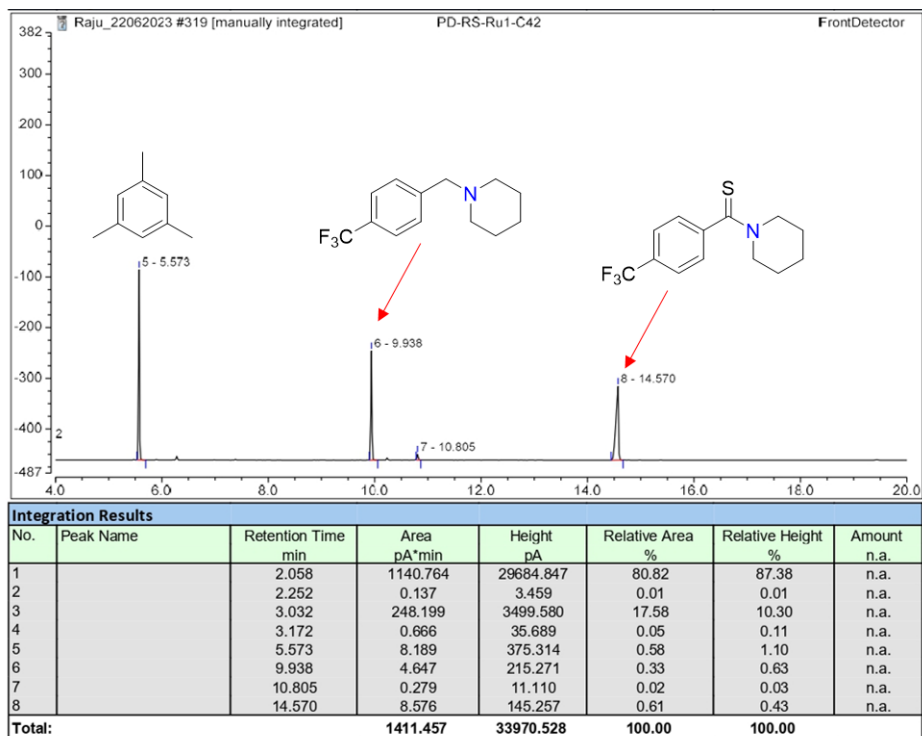 Raju_22062023 #319 [manually integrated] PD-RS-Ru1-C42 FrontDetector
382
300
200
100
0
-100
-200
-300
-400
-487
4.0 6.0 8.0 10.0 12.0 14.0 16.0 18.0 20.0
5 - 5.573
F3C
N
6 - 9.938
7 - 10.805
S
N
F3C
8 - 14.570
2
Integration Results
No. Peak Name Retention Time Area Height Relative Area Relative Height Amount
min pA*min pA % % n.a.
1 2.058 1140.764 29684.847 80.82 87.38 n.a.
2 2.252 0.137 3.459 0.01 0.01 n.a.
3 3.032 248.199 3499.580 17.58 10.30 n.a.
4 3.172 0.666 35.689 0.05 0.11 n.a.
5 5.573 8.189 375.314 0.58 1.10 n.a.
6 9.938 4.647 215.271 0.33 0.63 n.a.
7 10.805 0.279 11.110 0.02 0.03 n.a.
8 14.570 8.576 145.257 0.61 0.43 n.a.
Total: 1411.457 33970.528 100.00 100.00